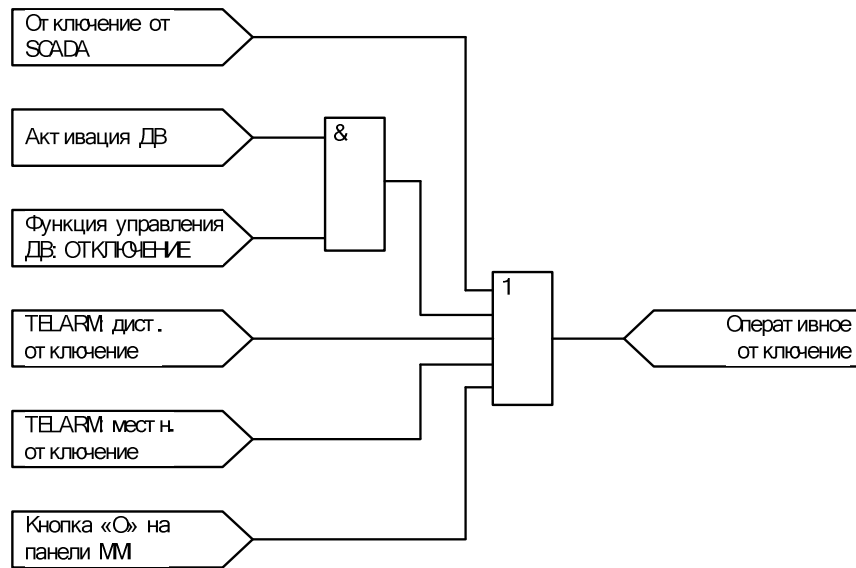 Отключение от
SCADA
Активация ДВ
&
Функция управления
ДВ: ОТКЛЮЧЕНИЕ
1
TELARM: дист.
отключение
Оперативное
отключение
TELARM: местн.
отключение
Кнопка «О» на
панели MMI